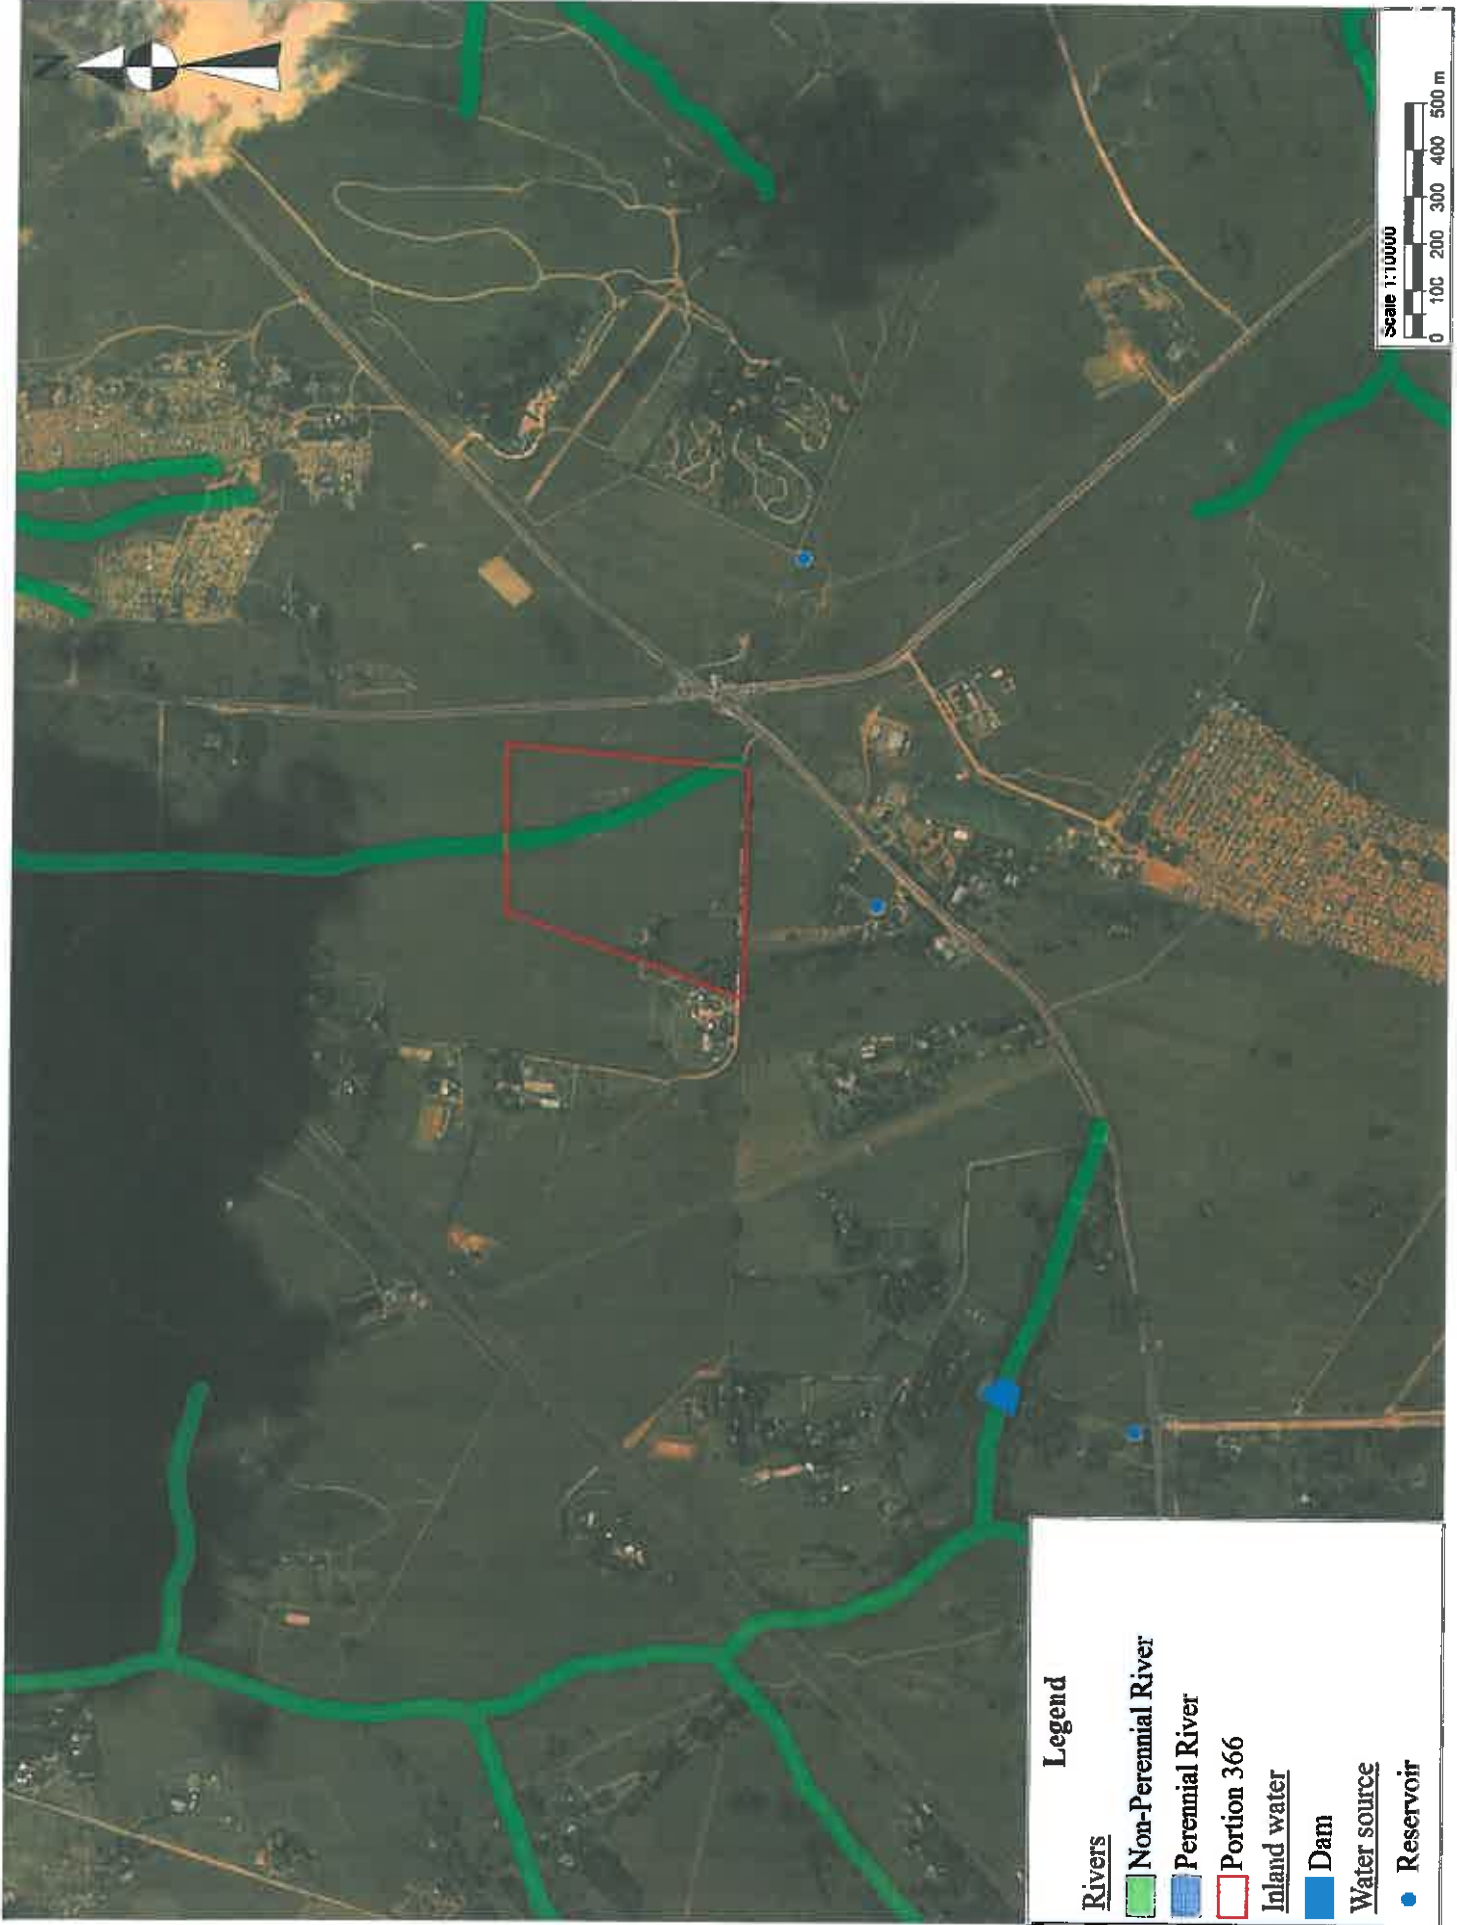 N
Scale 1:10000
0 100 200 300 400 500 m
Legend
Rivers
Non-Perennial River
Perennial River
Portion 366
Inland water
Dam
Water source
Reservoir